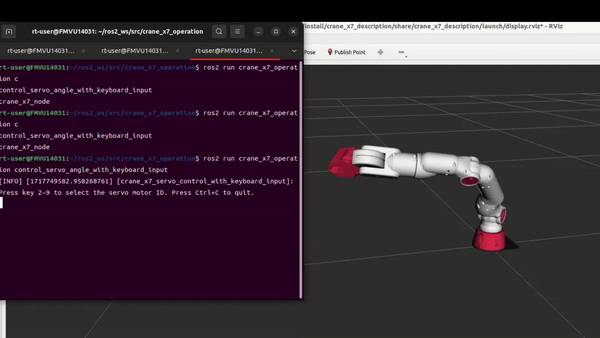 rt-user@FMVU14031: ~/ros2_ws/src/crane_x7_operation
install/crane_x7_description/share/crane_x7_description/launch/display.rviz* - RViz
rt-user@FMVU14031:...
rt-user@FMVU14031:...
rt-user@FMVU14031:...
Pose
Publish Point
rt-user@FMVU14031:~/ros2_ws/src/crane_x7_operation$ ros2 run crane_x7_operat
ion c
control_servo_angle_with_keyboard_input
crane_x7_node
rt-user@FMVU14031:~/ros2_ws/src/crane_x7_operation$ ros2 run crane_x7_operat
ion c
control_servo_angle_with_keyboard_input
crane_x7_node
rt-user@FMVU14031:~/ros2_ws/src/crane_x7_operation$ ros2 run crane_x7_operat
ion control_servo_angle_with_keyboard_input
[INFO] [1717749582.958268761] [crane_x7_servo_control_with_keyboard_input]:
Press key 2-9 to select the servo motor ID. Press Ctrl+C to quit.